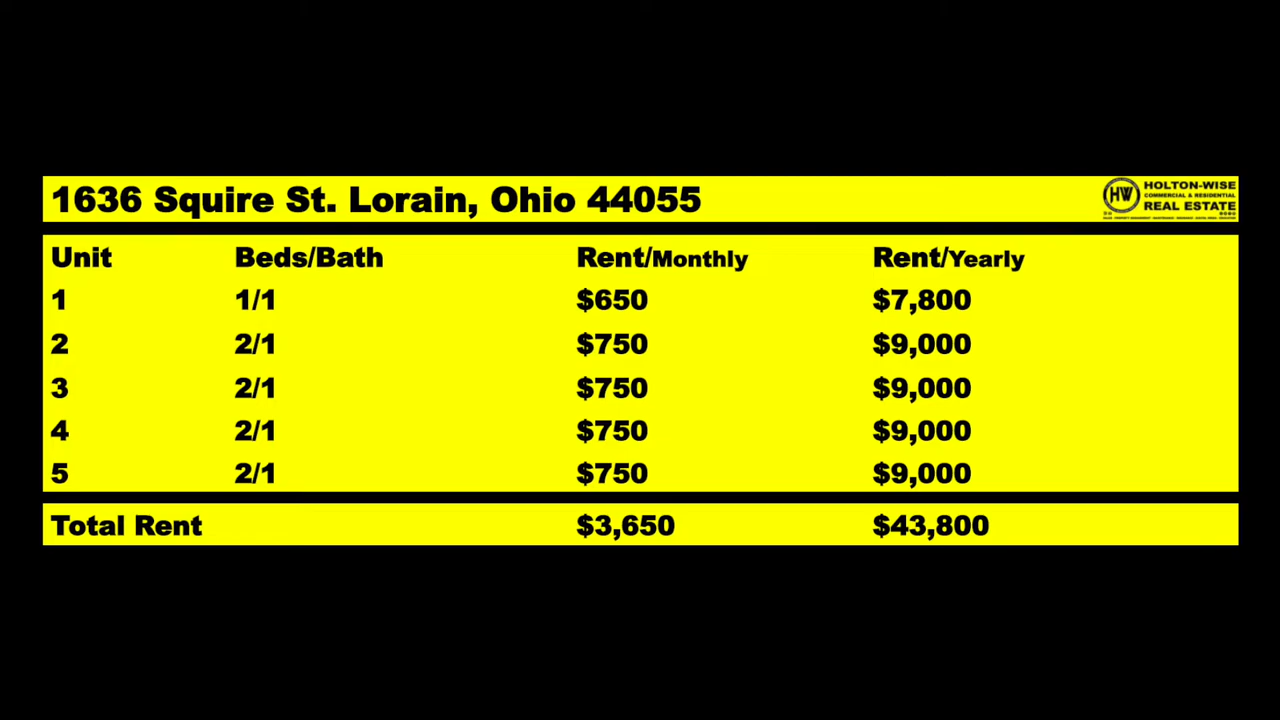 1636 Squire St. Lorain, Ohio 44055
HOLTON-WISE
COMMERCIAL & RESIDENTIAL
REAL ESTATE
HW
Unit Beds/Bath Rent/Monthly Rent/Yearly
1 1/1 $650 $7,800
2 2/1 $750 $9,000
3 2/1 $750 $9,000
4 2/1 $750 $9,000
5 2/1 $750 $9,000
Total Rent $3,650 $43,800